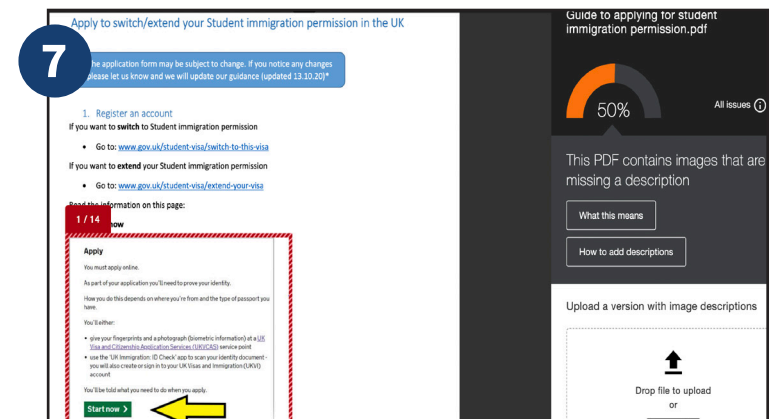 7
Apply to switch/extend your Student immigration permission in the UK
he application form may be subject to change. If you notice any changes
please let us know and we will update our guidance (updated 13.10.20)*
1. Register an account
If you want to switch to Student immigration permission
• Go to: www.gov.uk/student-visa/switch-to-this-visa
If you want to extend your Student immigration permission
• Go to: www.gov.uk/student-visa/extend-your-visa
Read the information on this page:
1 / 14
now
Apply
You must apply online.
As part of your application you'll need to prove your identity.
How you do this depends on where you're from and the type of passport you
have.
You'll either:
• give your fingerprints and a photograph (biometric information) at a UK
Visa and Citizenship Application Services (UKVCAS) service point
• use the 'UK Immigration: ID Check' app to scan your identity document -
you will also create or sign in to your UK Visas and Immigration (UKVI)
account
You'll be told what you need to do when you apply.
Start now >
Guide to applying for student
immigration permission.pdf
50%
All issues
This PDF contains images that are
missing a description
What this means
How to add descriptions
Upload a version with image descriptions
Drop file to upload
or